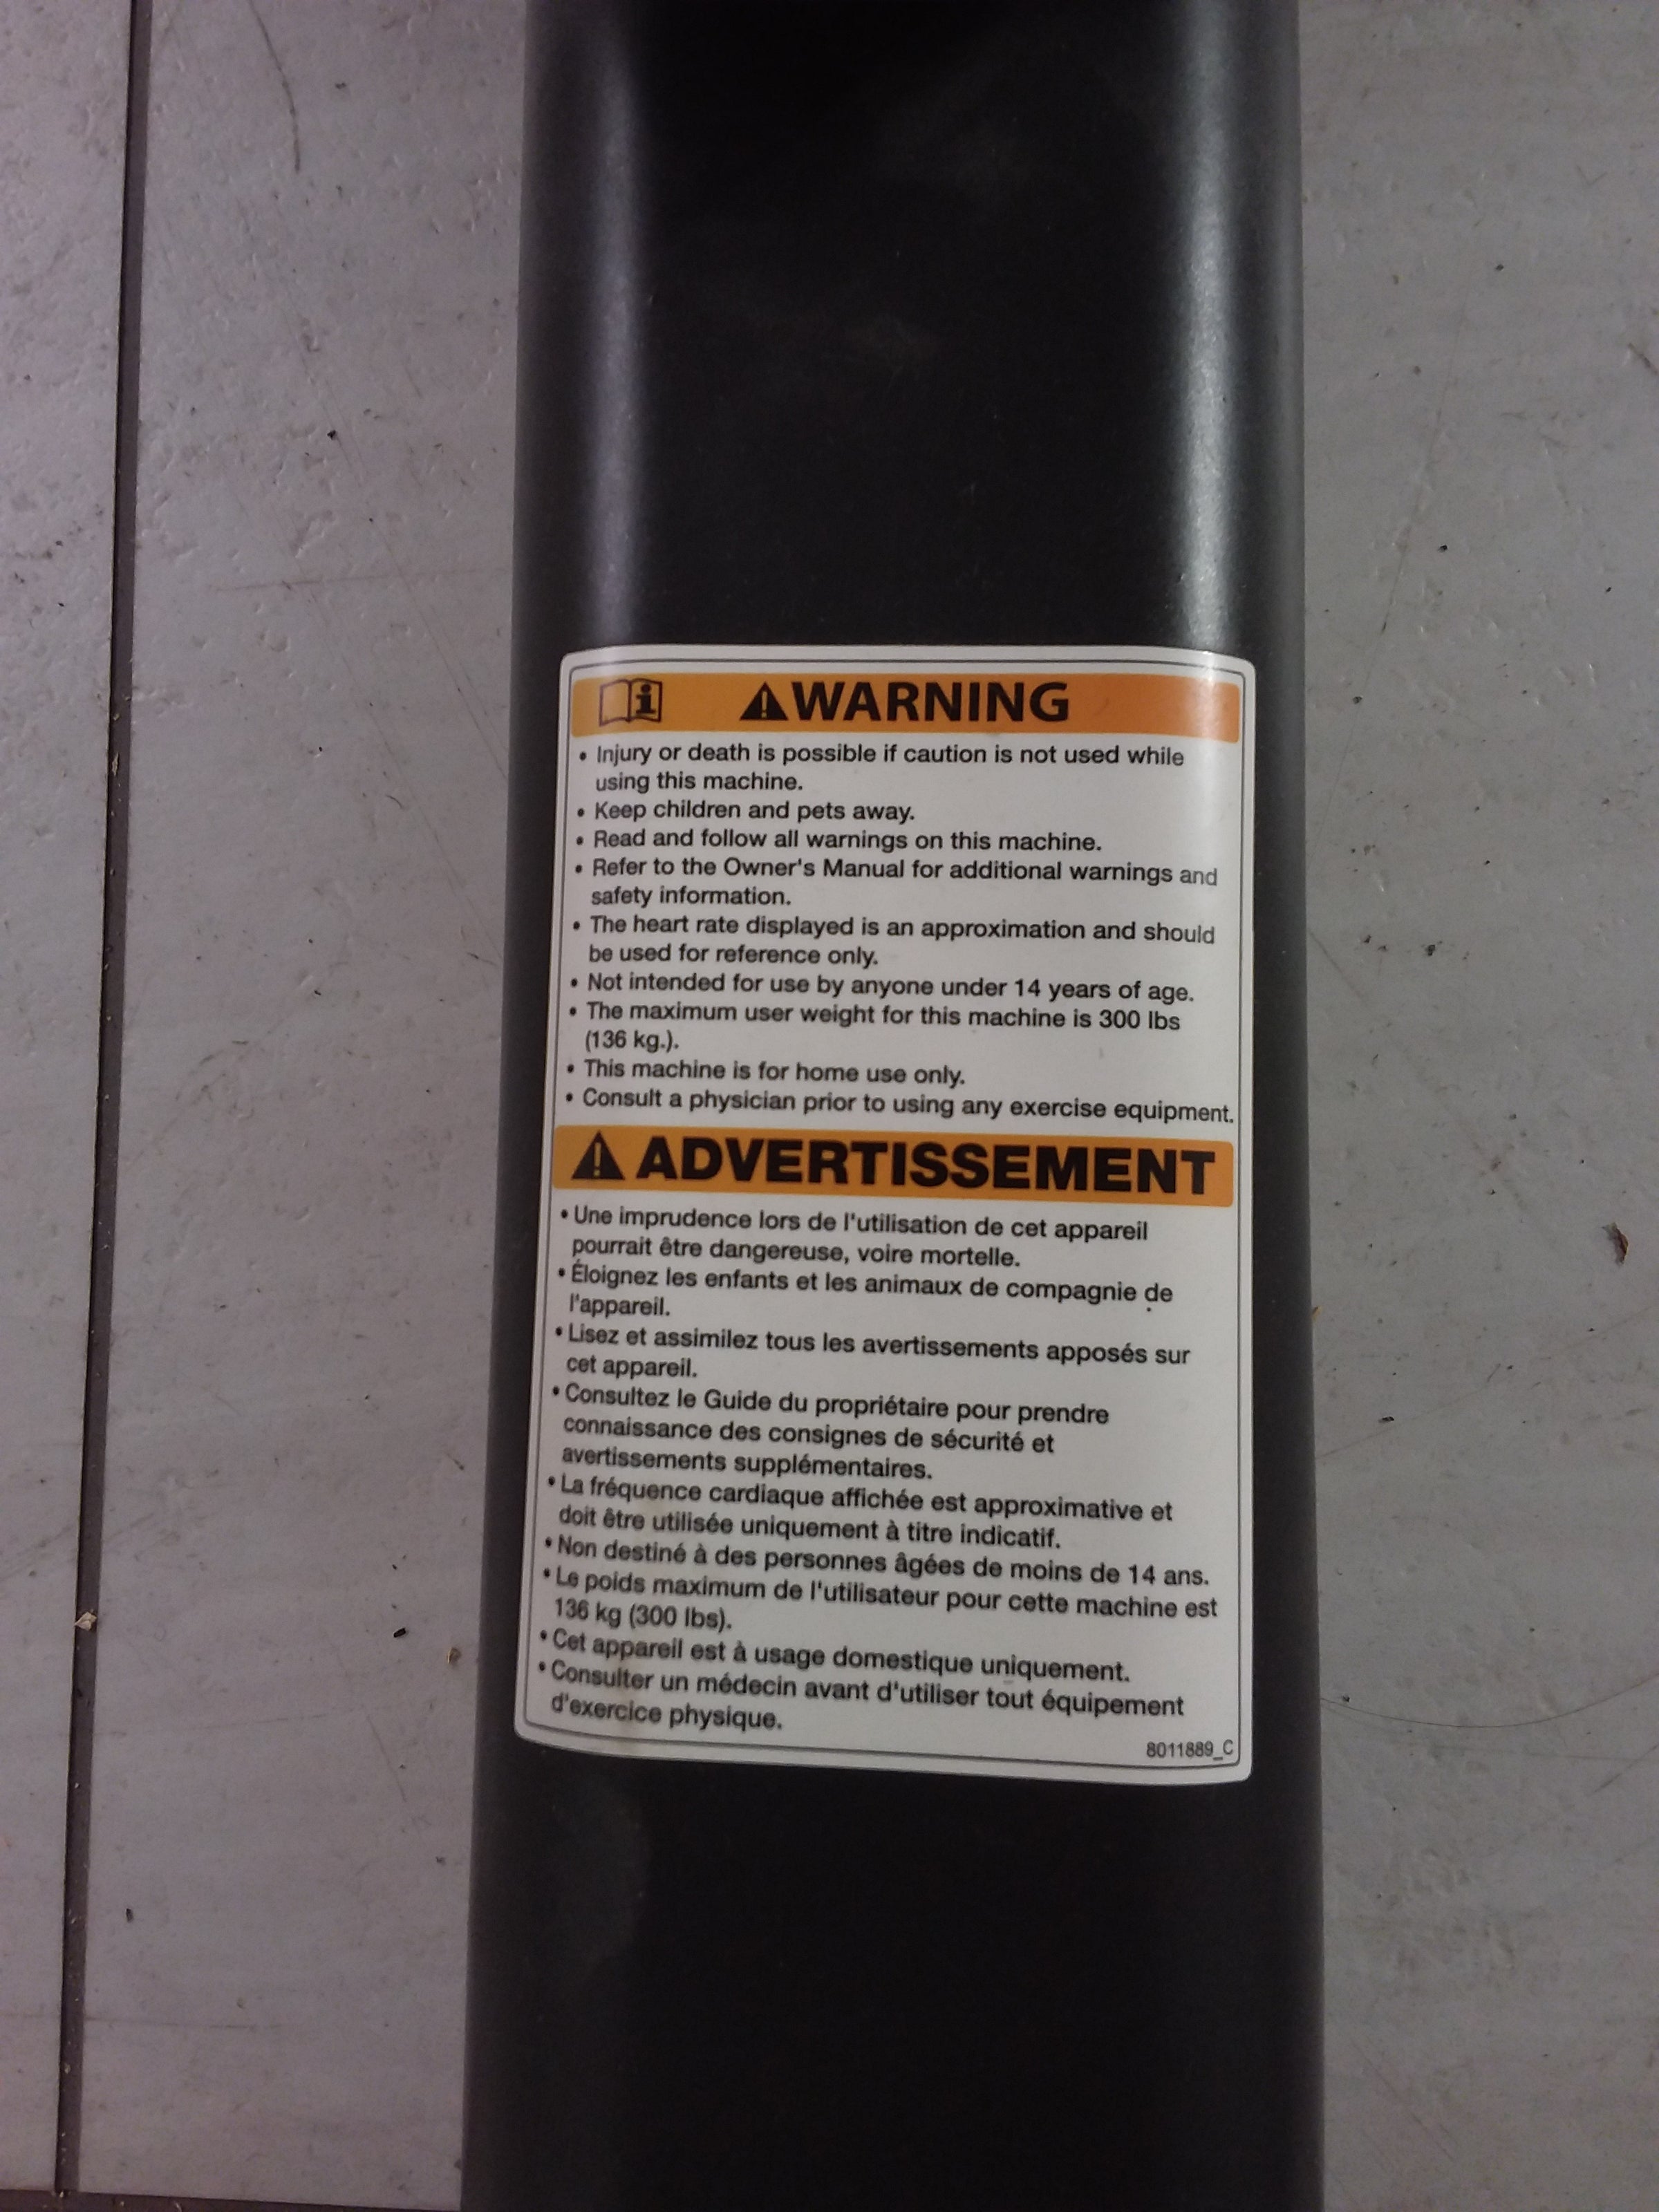 WARNING
• Injury or death is possible if caution is not used while
using this machine.
• Keep children and pets away.
• Read and follow all warnings on this machine.
• Refer to the Owner's Manual for additional warnings and
safety information.
• The heart rate displayed is an approximation and should
be used for reference only.
• Not intended for use by anyone under 14 years of age.
• The maximum user weight for this machine is 300 lbs
(136 kg.).
• This machine is for home use only.
• Consult a physician prior to using any exercise equipment.
ADVERTISSEMENT
• Une imprudence lors de l'utilisation de cet appareil
pourrait être dangereuse, voire mortelle.
• Éloignez les enfants et les animaux de compagnie de
l'appareil.
• Lisez et assimilez tous les avertissements apposés sur
cet appareil.
• Consultez le Guide du propriétaire pour prendre
connaissance des consignes de sécurité et
avertissements supplémentaires.
• La fréquence cardiaque affichée est approximative et
doit être utilisée uniquement à titre indicatif.
• Non destiné à des personnes âgées de moins de 14 ans.
• Le poids maximum de l'utilisateur pour cette machine est
136 kg (300 lbs).
• Cet appareil est à usage domestique uniquement.
• Consulter un médecin avant d'utiliser tout équipement
d'exercice physique.
8011889_C